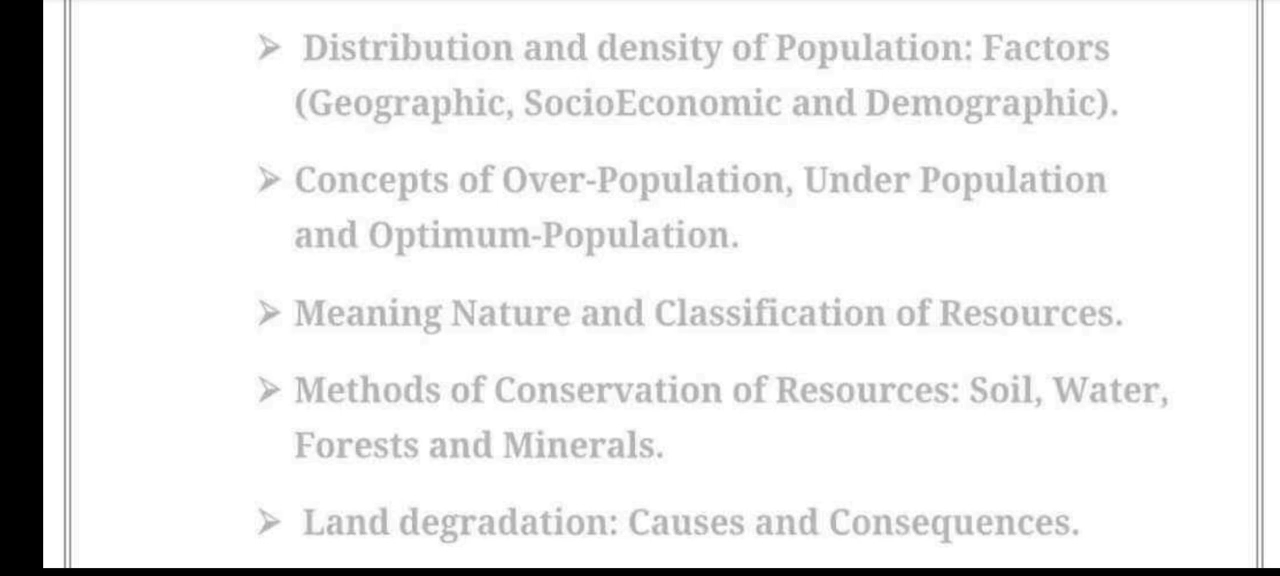 ➢ Distribution and density of Population: Factors
(Geographic, SocioEconomic and Demographic).
➢ Concepts of Over-Population, Under Population
and Optimum-Population.
➢ Meaning Nature and Classification of Resources.
➢ Methods of Conservation of Resources: Soil, Water,
Forests and Minerals.
➢ Land degradation: Causes and Consequences.